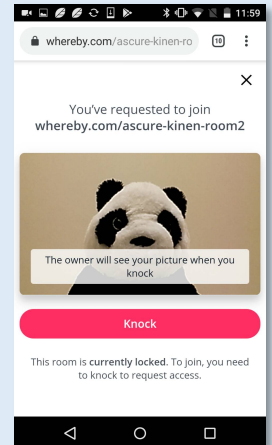 11:59
whereby.com/ascure-kinen-ro
10
You've requested to join
whereby.com/ascure-kinen-room2
The owner will see your picture when you
knock
Knock
This room is currently locked. To join, you need
to knock to request access.